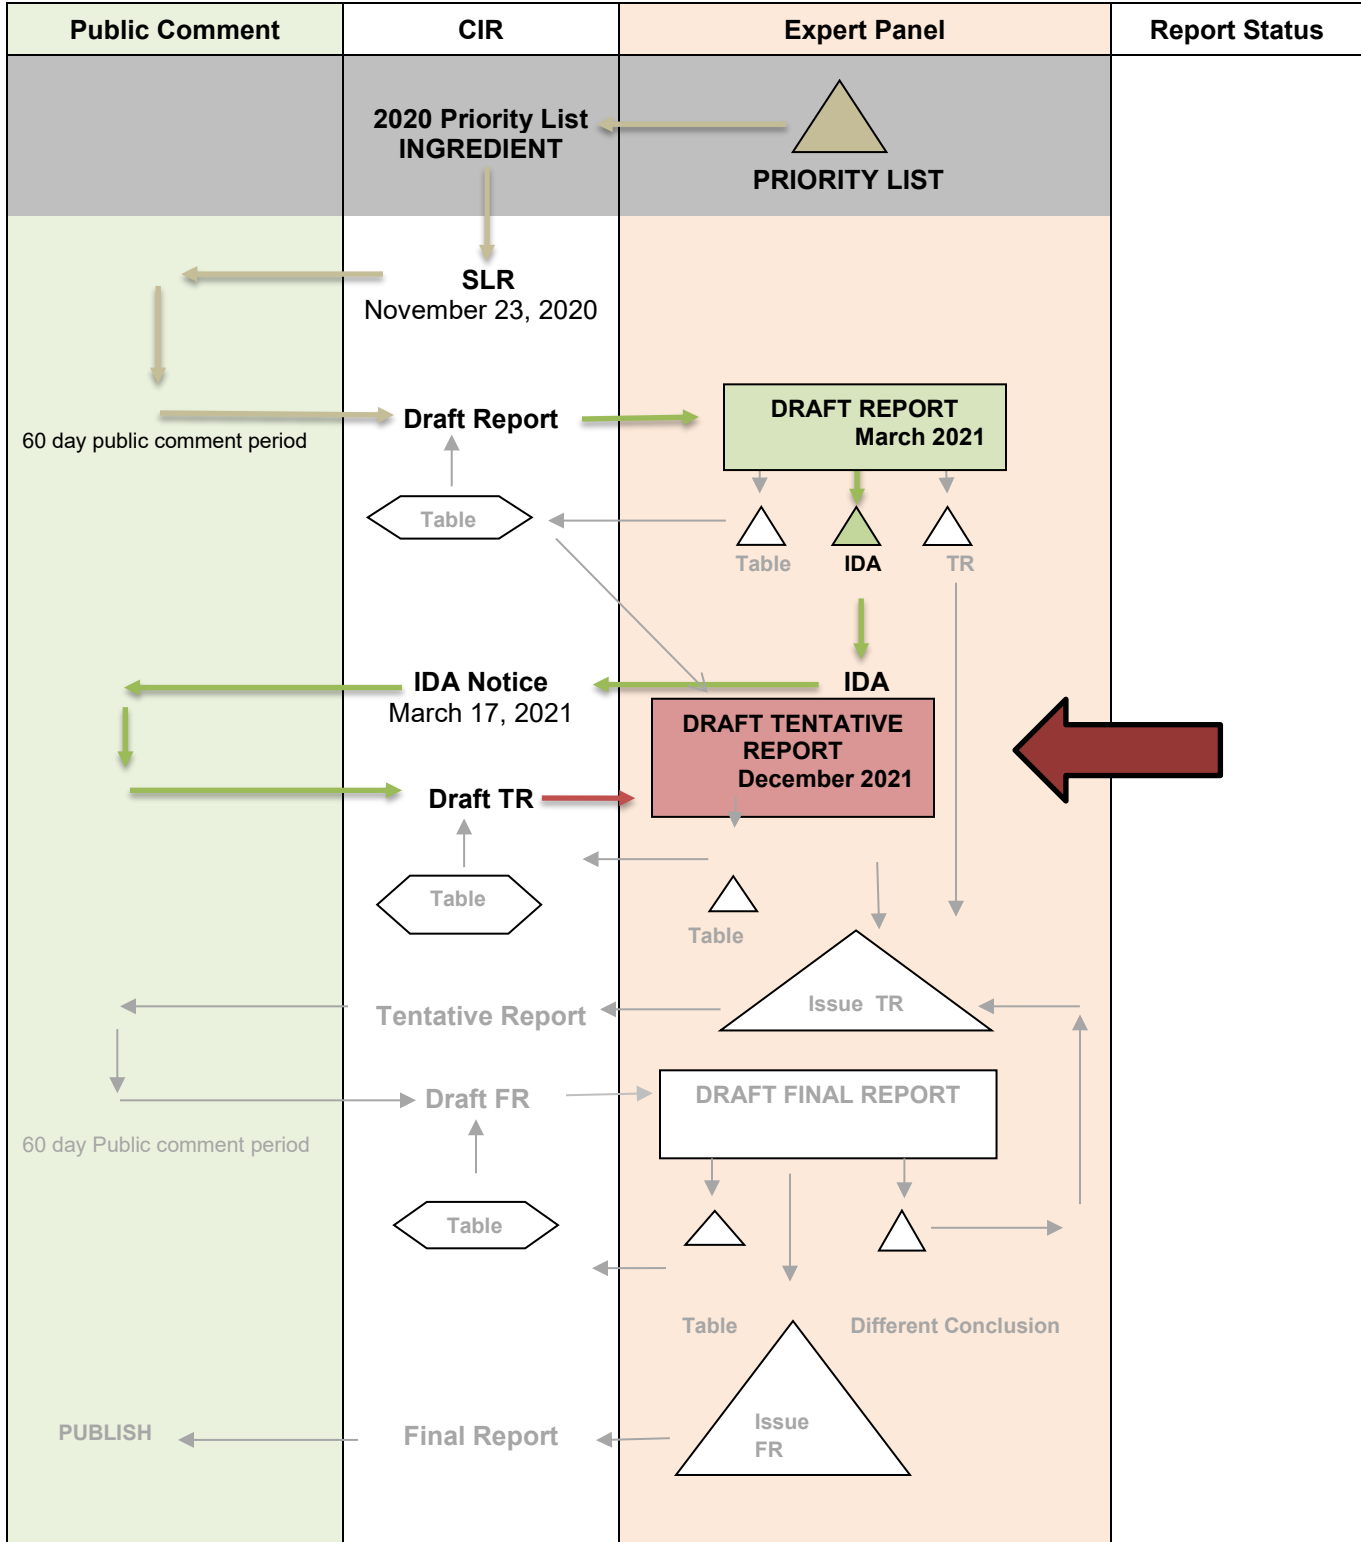 Public Comment
CIR
Expert Panel
Report Status
2020 Priority List
INGREDIENT
PRIORITY LIST
SLR
November 23, 2020
60 day public comment period
Draft Report
DRAFT REPORT
March 2021
Table
Table
IDA
TR
IDA Notice
March 17, 2021
IDA
DRAFT TENTATIVE
REPORT
December 2021
Draft TR
Table
Table
Tentative Report
Issue TR
60 day Public comment period
Draft FR
DRAFT FINAL REPORT
Table
Table
Different Conclusion
PUBLISH
Final Report
Issue
FR